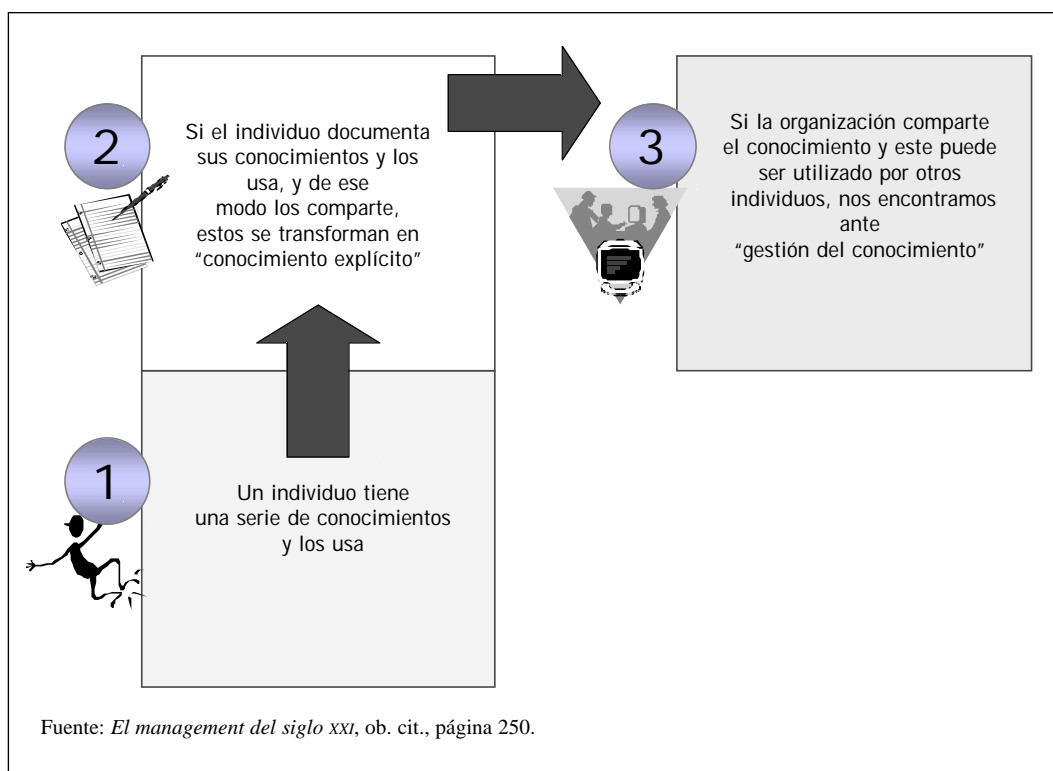 2
Si el individuo documenta
sus conocimientos y los
usa, y de ese
modo los comparte,
estos se transforman en
“conocimiento explícito”
3
Si la organización comparte
el conocimiento y este puede
ser utilizado por otros
individuos, nos encontramos
ante
“gestión del conocimiento”
1
Un individuo tiene
una serie de conocimientos
y los usa
Fuente: El management del siglo XXI, ob. cit., página 250.